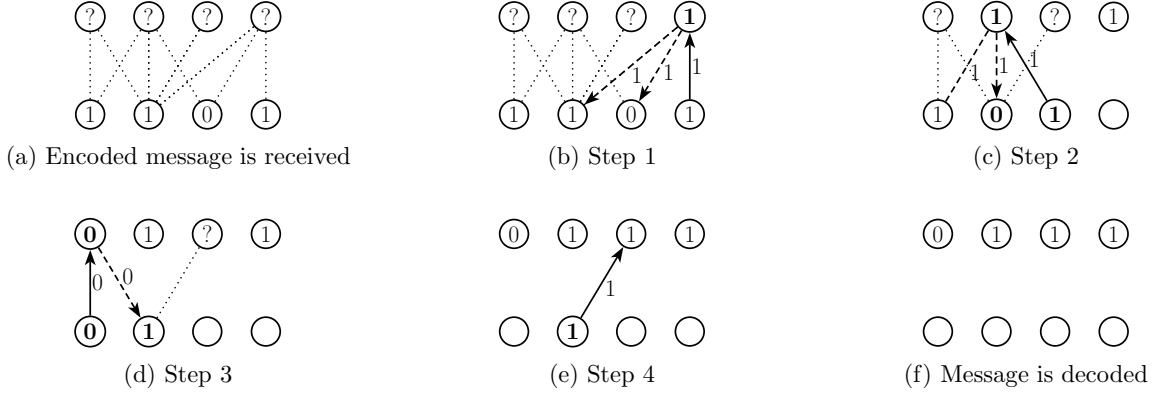 ? ? ? ?
1 1 0 1
(a) Encoded message is received
? ? ? 1
1 1 1
1 1 0 1
(b) Step 1
? 1 ? 1
1 1 1
1 0 1
(c) Step 2
0 1 ? 1
0 0
0 1
(d) Step 3
0 1 1 1
1
1
(e) Step 4
0 1 1 1
(f) Message is decoded